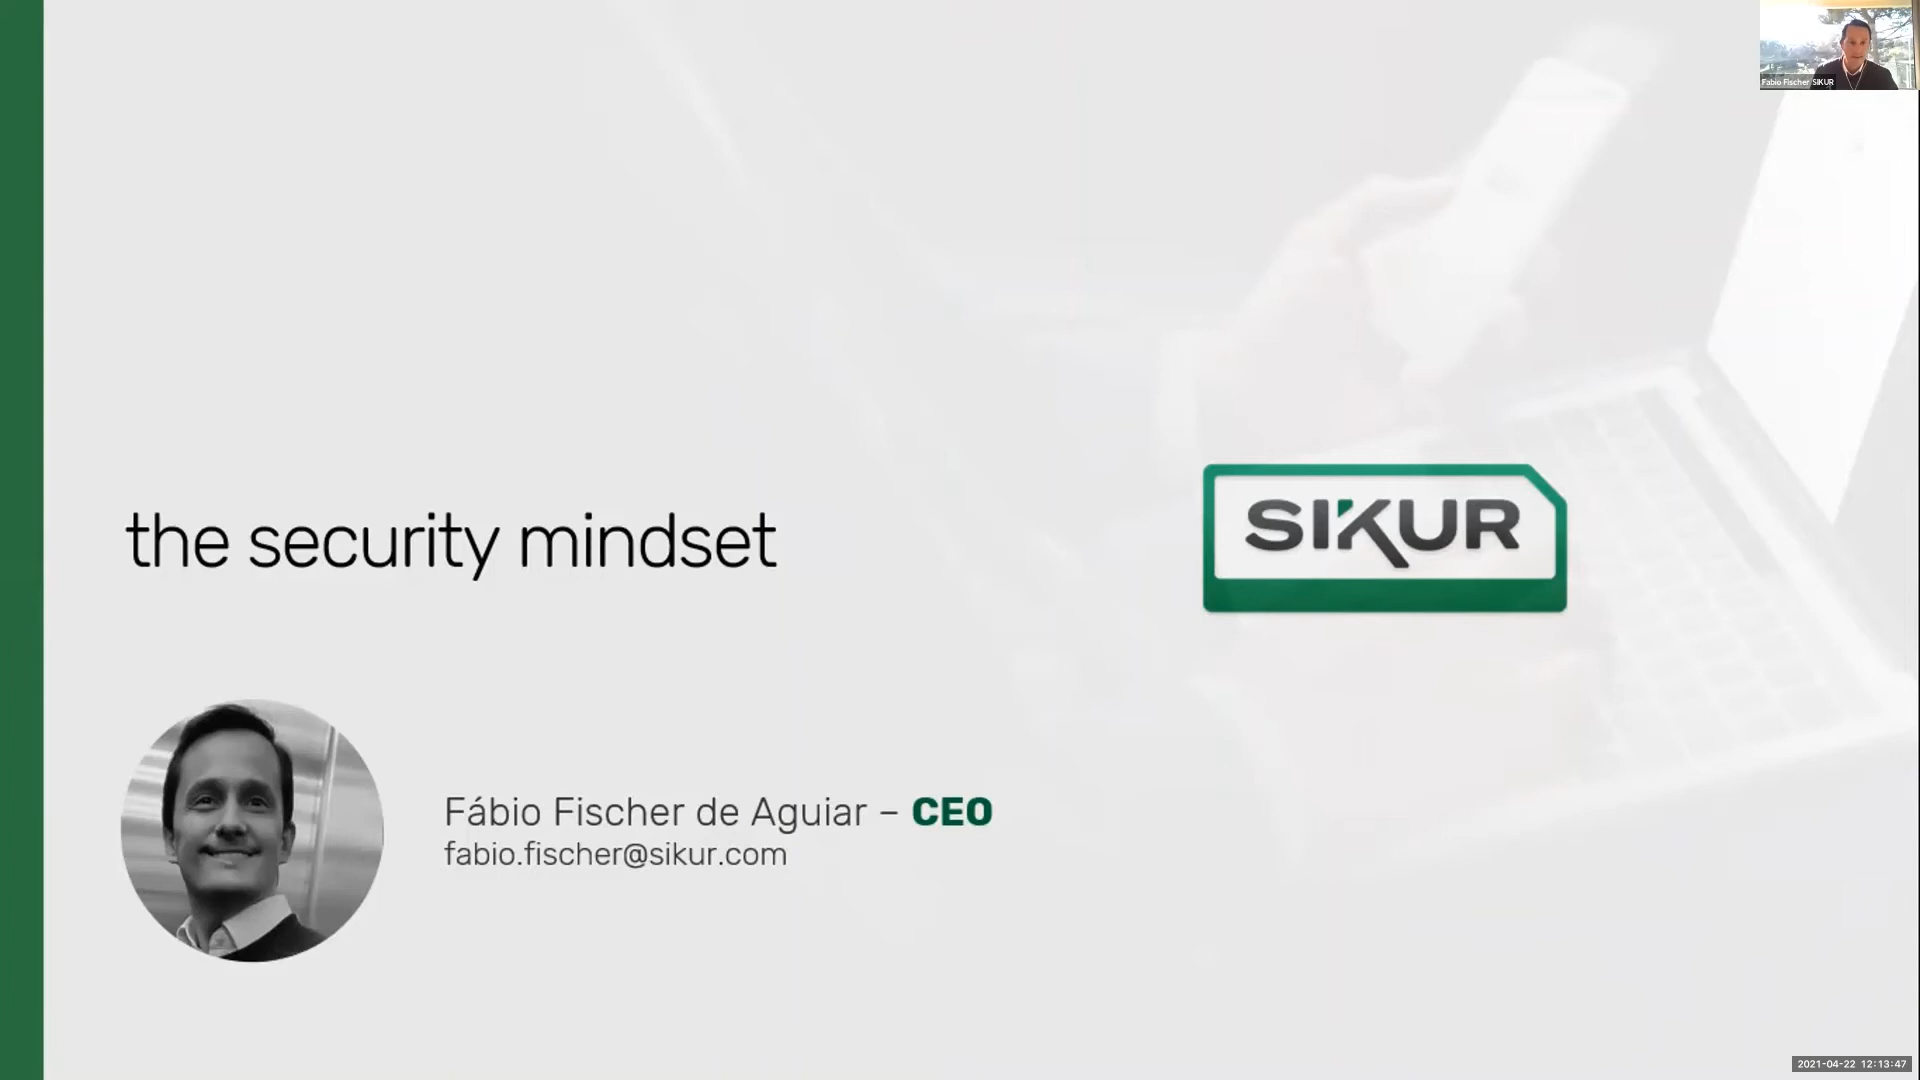 Fabio Fischer SIKUR
the security mindset
SIKUR
Fábio Fischer de Aguiar – CEO
fabio.fischer@sikur.com
2021-04-22 12:13:47